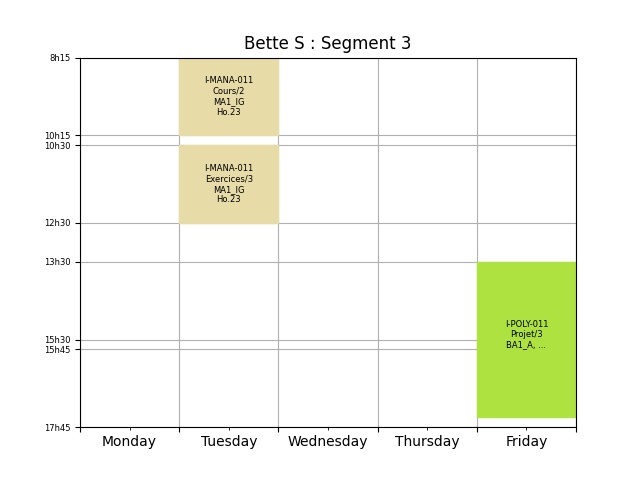 Bette S : Segment 3
8h15
I-MANA-011
Cours/2
MA1_IG
Ho.23
10h15
10h30
I-MANA-011
Exercices/3
MA1_IG
Ho.23
12h30
13h30
I-POLY-011
Projet/3
BA1_A, ...
15h30
15h45
17h45
Monday Tuesday Wednesday Thursday Friday